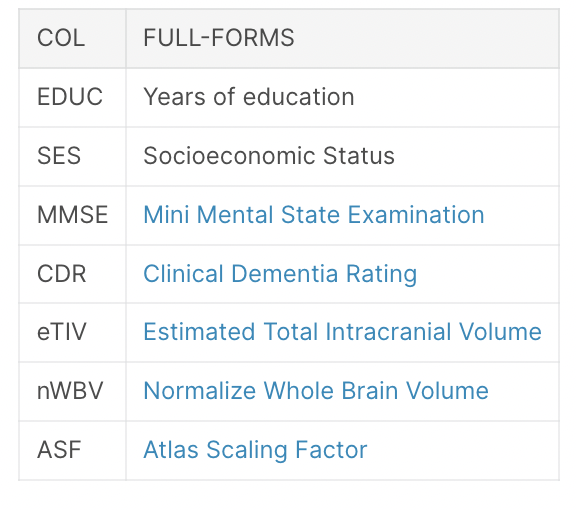 COL FULL-FORMS
EDUC Years of education
SES Socioeconomic Status
MMSE Mini Mental State Examination
CDR Clinical Dementia Rating
eTIV Estimated Total Intracranial Volume
nWBV Normalize Whole Brain Volume
ASF Atlas Scaling Factor